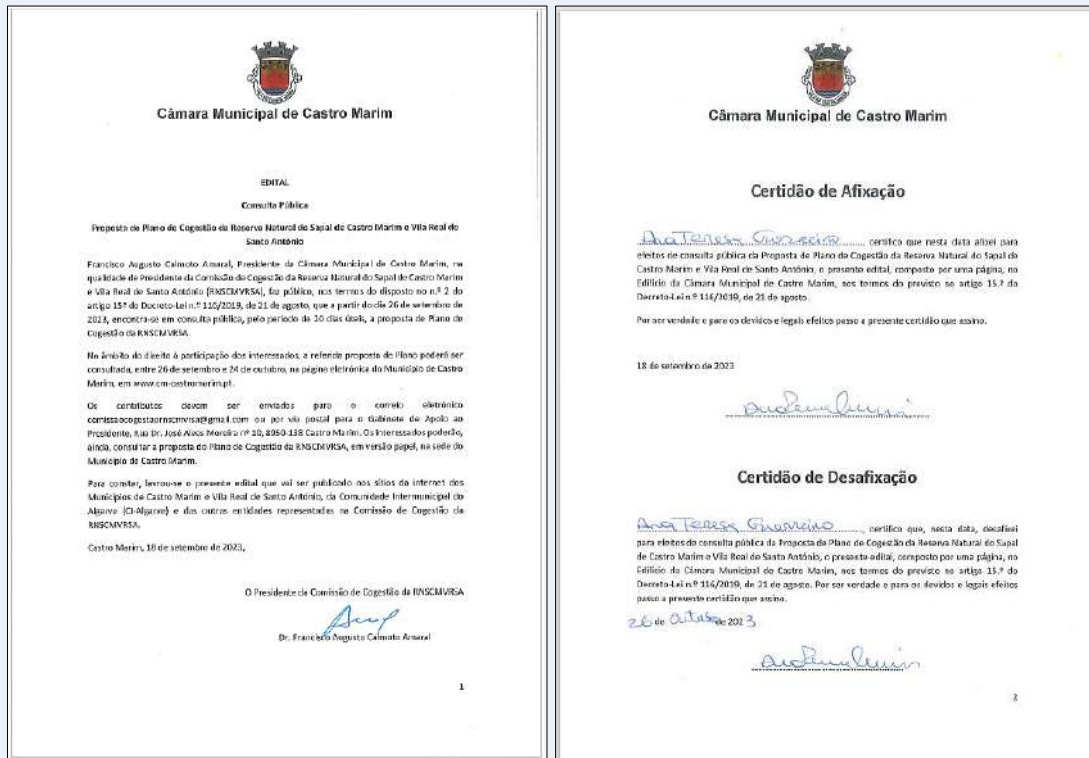 Câmara Municipal de Castro Marim
EDITAL
Consulta Pública
Proposta de Plano de Cogestão da Reserva Natural do Sapal de Castro Marim e Vila Real de
Santo António
Francisco Augusto Caimoto Amaral, Presidente da Câmara Municipal de Castro Marim, na
qualidade de Presidente da Comissão de Cogestão da Reserva Natural do Sapal de Castro Marim
e Vila Real de Santo António (RNSCMVRSA), faz público, nos termos do disposto no n.º 2 do
artigo 15º do Decreto-Lei n.º 116/2019, de 21 de agosto, que a partir do dia 26 de setembro de
2023, encontra-se em consulta pública, pelo período de 20 dias úteis, a proposta de Plano de
Cogestão da RNSCMVRSA.
No âmbito do direito à participação dos interessados, a referida proposta de Plano poderá ser
consultada, entre 26 de setembro e 24 de outubro, na página eletrónica do Município de Castro
Marim, em www.cm-castromarim.pt.
Os contributos devem ser enviados para o correio eletrónico
comissaocogestaornscmvrsa@gmail.com ou por via postal para o Gabinete de Apoio ao
Presidente, Rua Dr. José Alves Moreira nº 10, 8950-138 Castro Marim. Os interessados poderão,
ainda, consultar a proposta do Plano de Cogestão da RNSCMVRSA, em versão papel, na sede do
Município de Castro Marim.
Para constar, lavrou-se o presente edital que vai ser publicado nos sítios da internet dos
Municípios de Castro Marim e Vila Real de Santo António, da Comunidade Intermunicipal do
Algarve (CI-Algarve) e das outras entidades representadas na Comissão de Cogestão da
RNSCMVRSA.
Castro Marim, 18 de setembro de 2023,
O Presidente da Comissão de Cogestão da RNSCMVRSA
Dr. Francisco Augusto Caimoto Amaral
1
Câmara Municipal de Castro Marim
Certidão de Afixação
Ana Teresa Guerreiro, certifico que nesta data afixei para
efeitos de consulta pública da Proposta de Plano de Cogestão da Reserva Natural do Sapal de
Castro Marim e Vila Real de Santo António, o presente edital, composto por uma página, no
Edifício da Câmara Municipal de Castro Marim, nos termos do previsto no artigo 15.º do
Decreto-Lei n.º 116/2019, de 21 de agosto.
Por ser verdade e para os devidos e legais efeitos passo a presente certidão que assino.
18 de setembro de 2023
Certidão de Desafixação
Ana Teresa Guerreiro, certifico que, nesta data, desafixei
para efeitos de consulta pública da Proposta de Plano de Cogestão da Reserva Natural do Sapal
de Castro Marim e Vila Real de Santo António, o presente edital, composto por uma página, no
Edifício da Câmara Municipal de Castro Marim, nos termos do previsto no artigo 15.º do
Decreto-Lei n.º 116/2019, de 21 de agosto. Por ser verdade e para os devidos e legais efeitos
passo a presente certidão que assino.
26 de Outubro de 2023
2